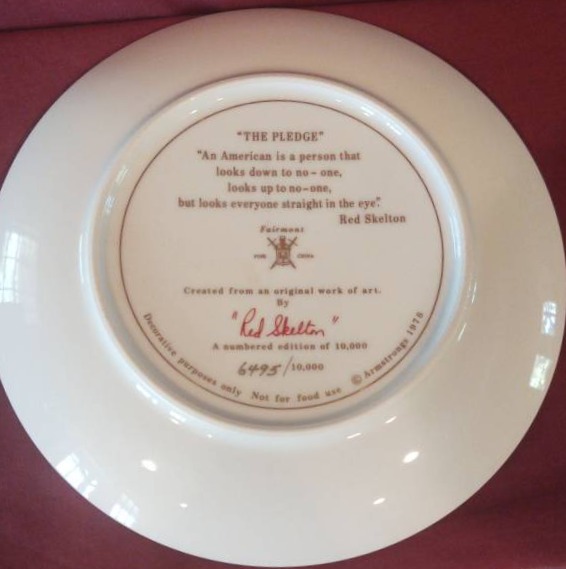 "THE PLEDGE"
"An American is a person that
looks down to no-one,
looks up to no-one,
but looks everyone straight in the eye".
Red Skelton
Fairmont
FINE CHINA
Created from an original work of art.
By
"Red Skelton"
A numbered edition of 10,000
6495/10,000
Decorative purposes only Not for food use © Armstrongs 1976